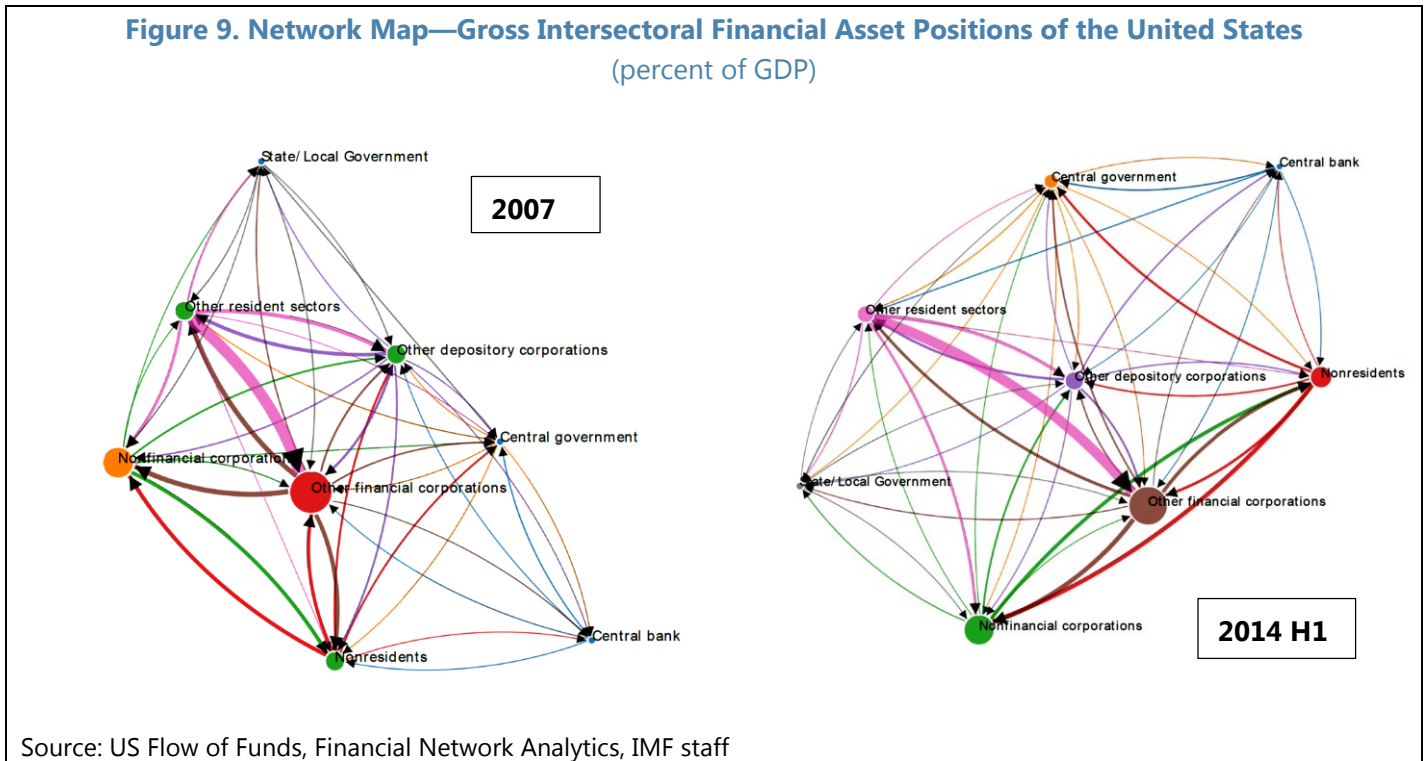 Figure 9. Network Map—Gross Intersectoral Financial Asset Positions of the United States
(percent of GDP)
State/ Local Government
2007
Other resident sectors
Other depository corporations
Central government
Nonfinancial corporations
Other financial corporations
Central bank
Nonresidents
Central bank
Central government
Other resident sectors
Nonresidents
Other depository corporations
State/ Local Government
Other financial corporations
Nonfinancial corporations
2014 H1
Source: US Flow of Funds, Financial Network Analytics, IMF staff